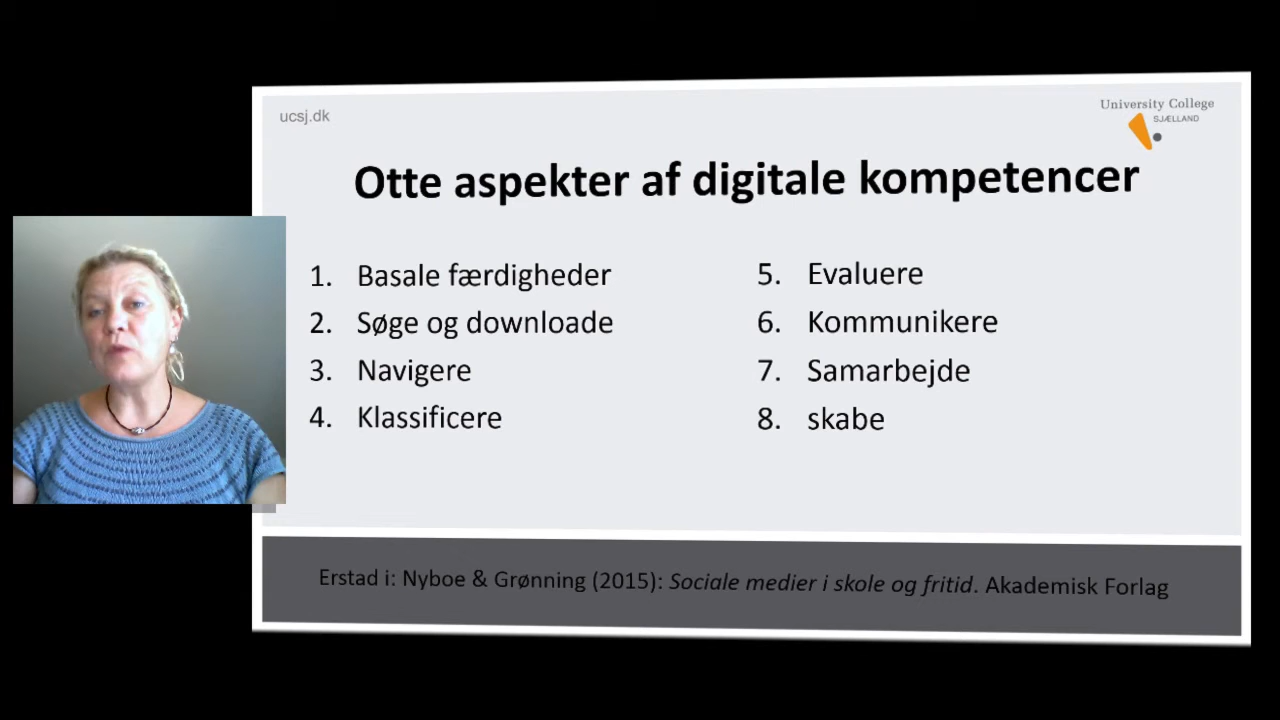 ucsj.dk
University College
SJÆLLAND
Otte aspekter af digitale kompetencer
1. Basale færdigheder
2. Søge og downloade
3. Navigere
4. Klassificere
5. Evaluere
6. Kommunikere
7. Samarbejde
8. skabe
Erstad i: Nyboe & Grønning (2015): Sociale medier i skole og fritid. Akademisk Forlag